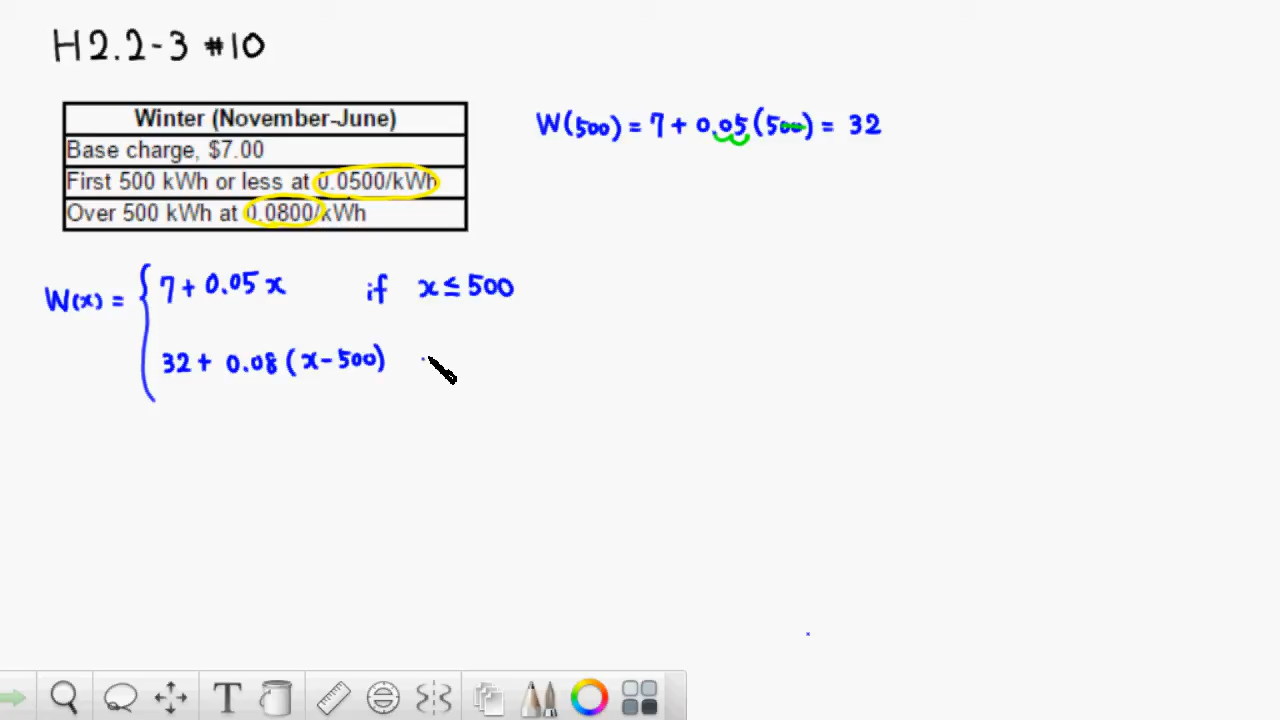 H2.2-3 #10
Winter (November-June)
Base charge, $7.00
First 500 kWh or less at 0.0500/kWh
Over 500 kWh at 0.0800/kWh
W(500) = 7 + 0.05(500) = 32
W(x) = { 7 + 0.05x if x ≤ 500
32 + 0.08(x - 500)
T